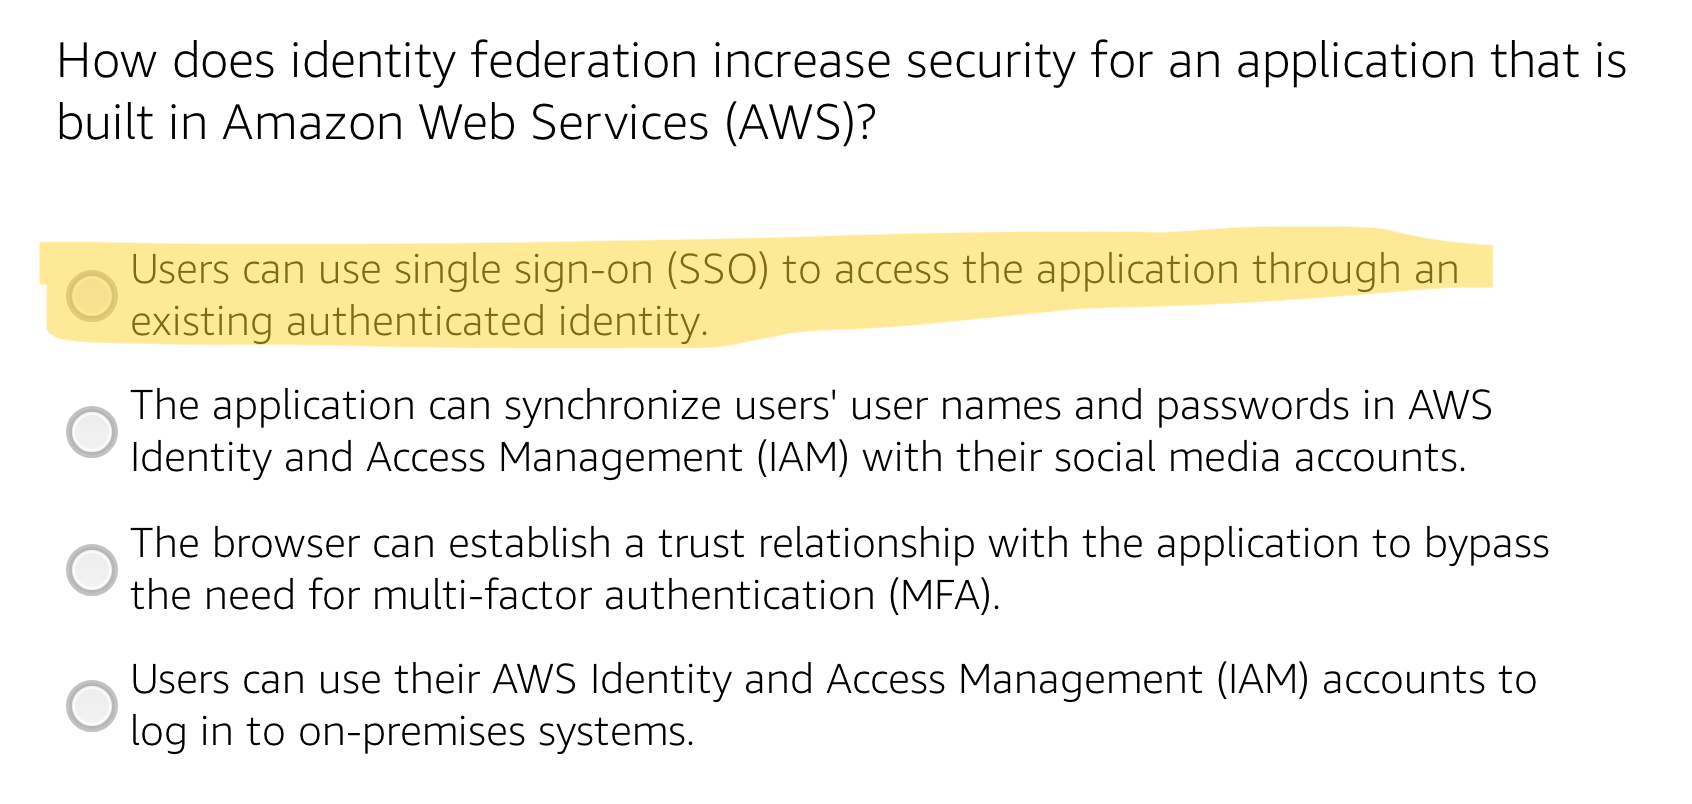 How does identity federation increase security for an application that is
built in Amazon Web Services (AWS)?
Users can use single sign-on (SSO) to access the application through an
existing authenticated identity.
The application can synchronize users' user names and passwords in AWS
Identity and Access Management (IAM) with their social media accounts.
The browser can establish a trust relationship with the application to bypass
the need for multi-factor authentication (MFA).
Users can use their AWS Identity and Access Management (IAM) accounts to
log in to on-premises systems.